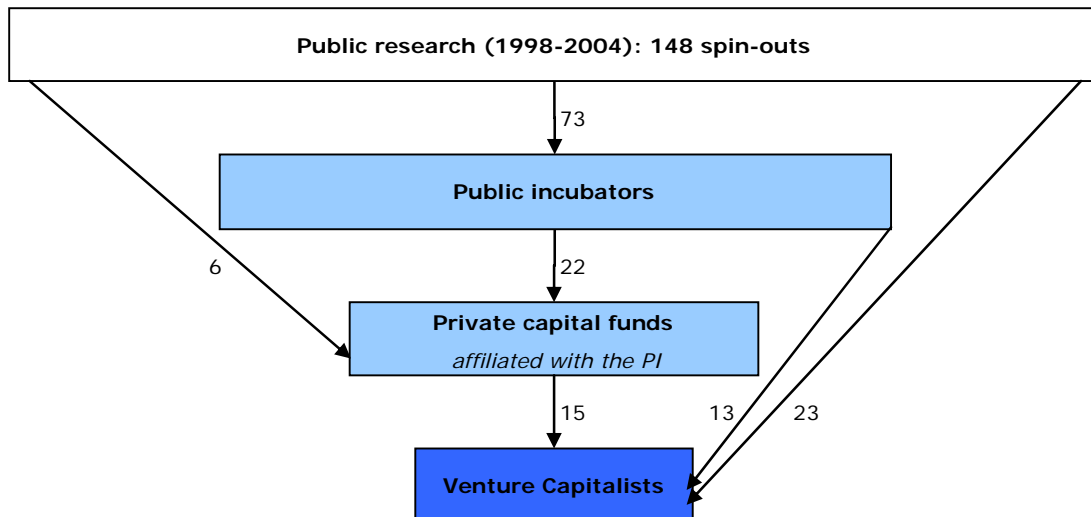 Public research (1998-2004): 148 spin-outs
73
Public incubators
6
22
Private capital funds
affiliated with the PI
15
13
23
Venture Capitalists